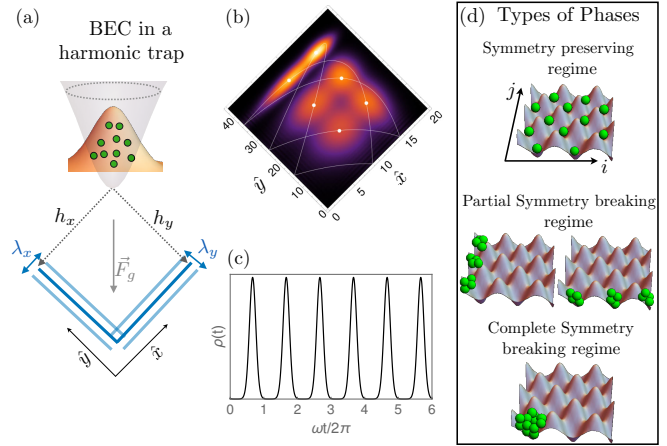 (a)
BEC in a
harmonic trap
h_x
h_y
λ_x
λ_y
F⃗_g
ŷ
x̂
(b)
40
30
20
10
0
ŷ
0
5
10
15
20
x̂
(c)
ρ(t)
0 1 2 3 4 5 6
ωt/2π
(d) Types of Phases
Symmetry preserving
regime
j
i
Partial Symmetry breaking
regime
Complete Symmetry
breaking regime